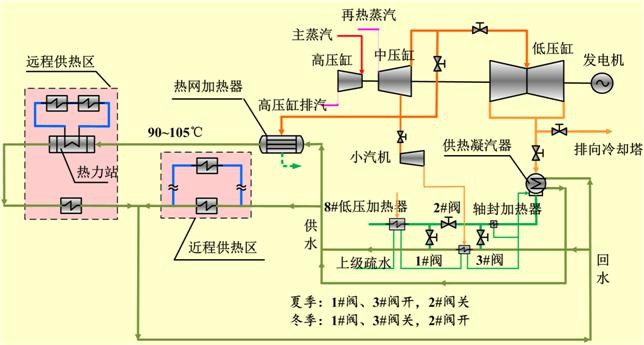 再热蒸汽
主蒸汽
高压缸
中压缸
低压缸
发电机
远程供热区
热网加热器
高压缸排汽
90~105℃
小汽机
供热凝汽器
排向冷却塔
热力站
近程供热区
供水
8#低压加热器
2#阀
轴封加热器
上级疏水
1#阀
3#阀
回水
夏季：1#阀、3#阀开，2#阀关
冬季：1#阀、3#阀关，2#阀开